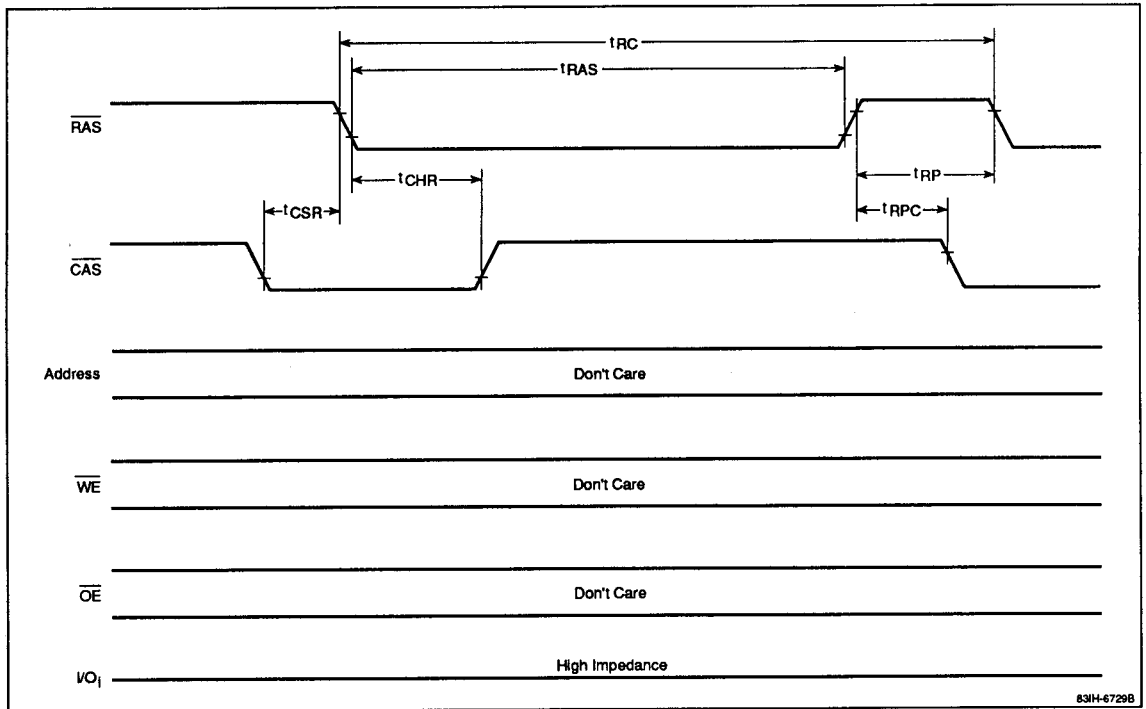 tRC
tRAS
RAS
tCHR
tRP
tCSR
tRPC
CAS
Address
Don't Care
WE
Don't Care
OE
Don't Care
High Impedance
I/Oi
83IH-6729B